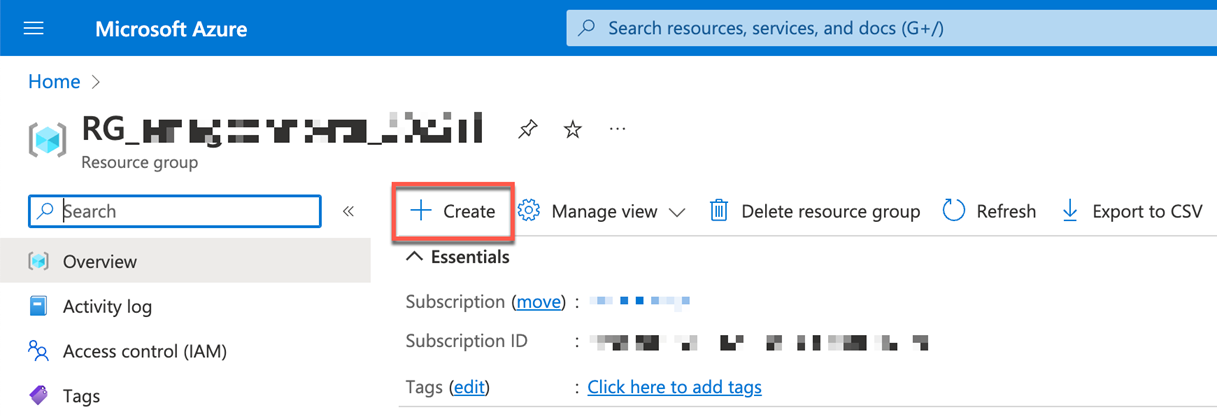 Microsoft Azure
Search resources, services, and docs (G+/)
Home
RG_
Resource group
Search
Create
Manage view
Delete resource group
Refresh
Export to CSV
Overview
Essentials
Activity log
Subscription (move) :
Access control (IAM)
Subscription ID :
Tags
Tags (edit) : Click here to add tags